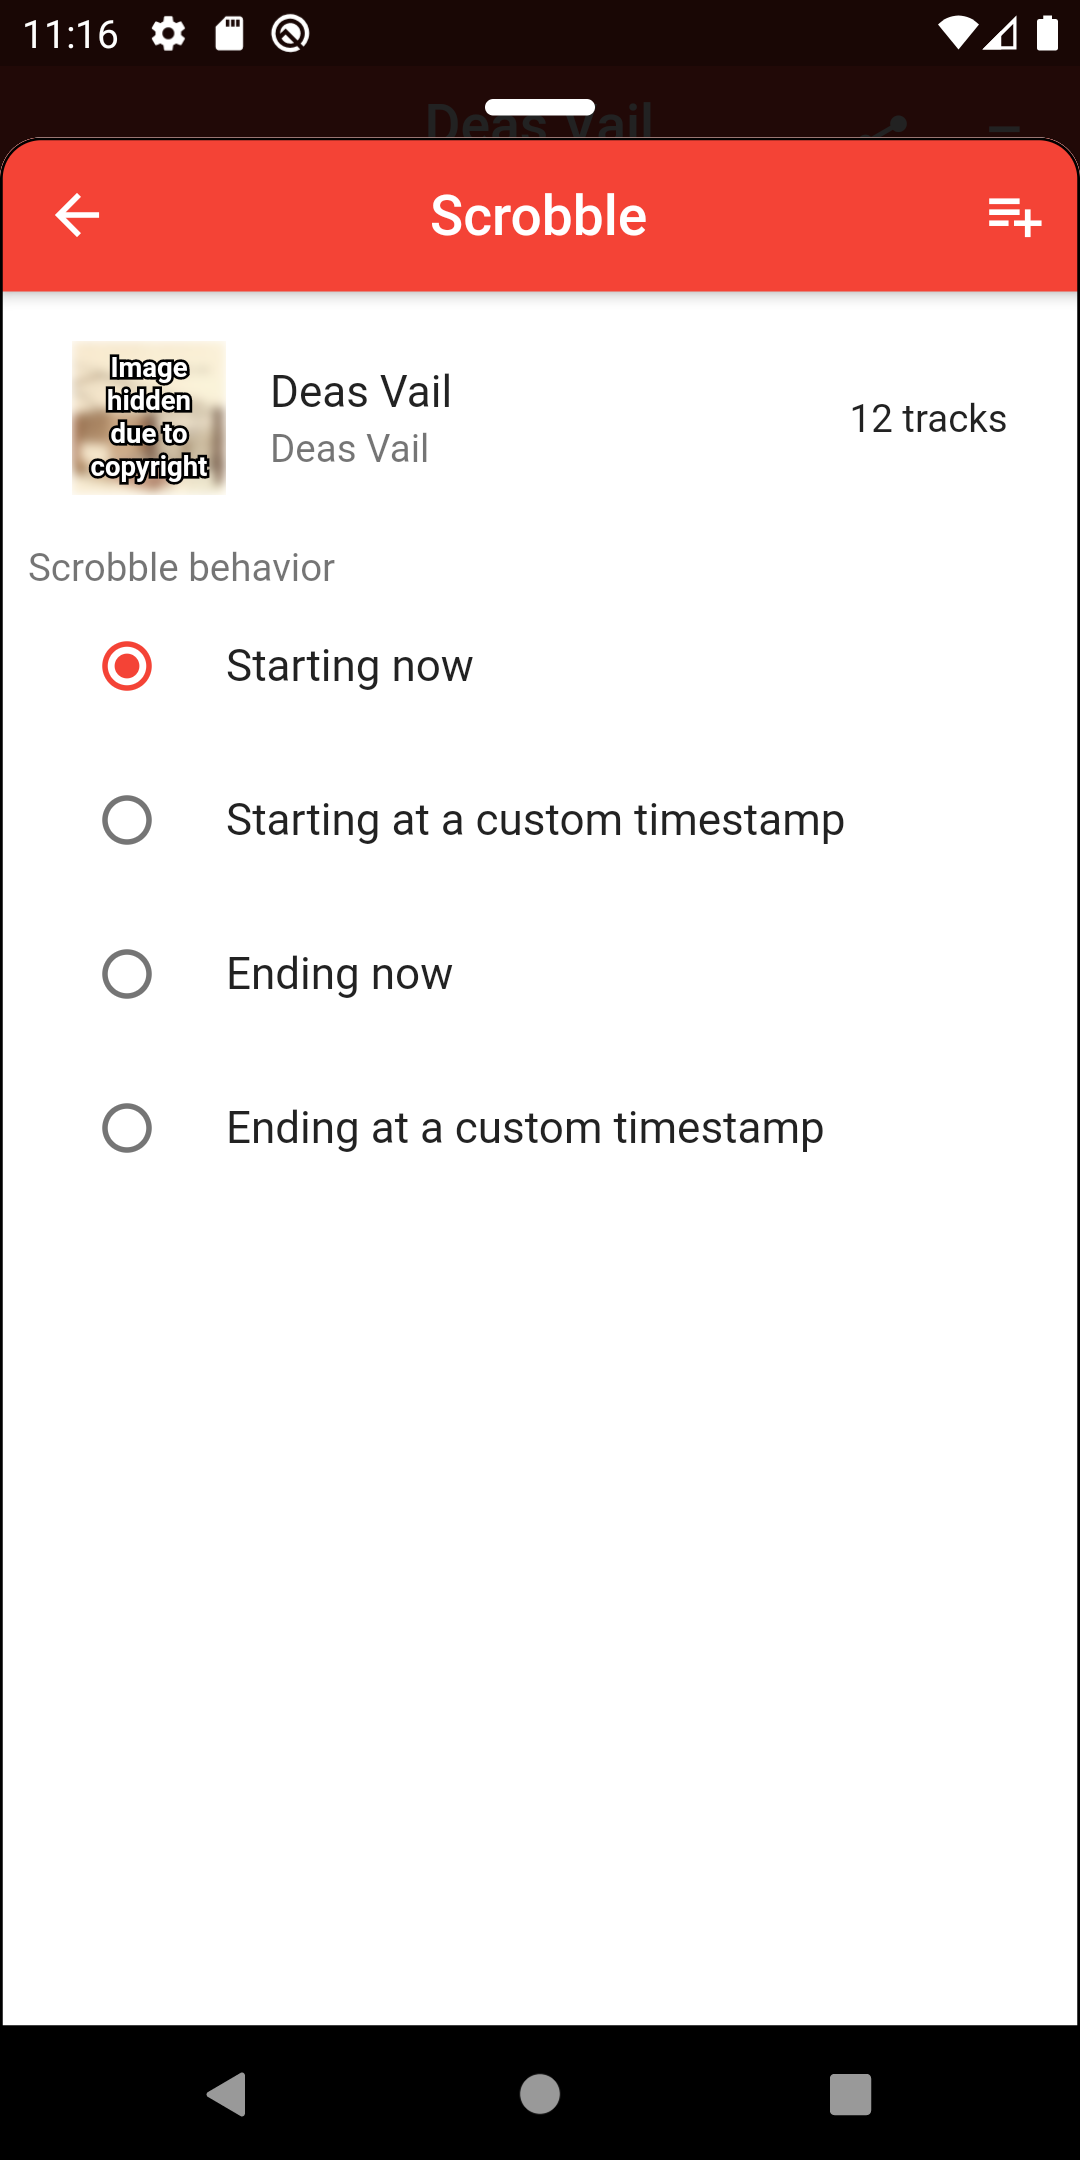 11:16
Deas Vail
Scrobble
Image
hidden
due to
copyright
Deas Vail
Deas Vail
12 tracks
Scrobble behavior
Starting now
Starting at a custom timestamp
Ending now
Ending at a custom timestamp